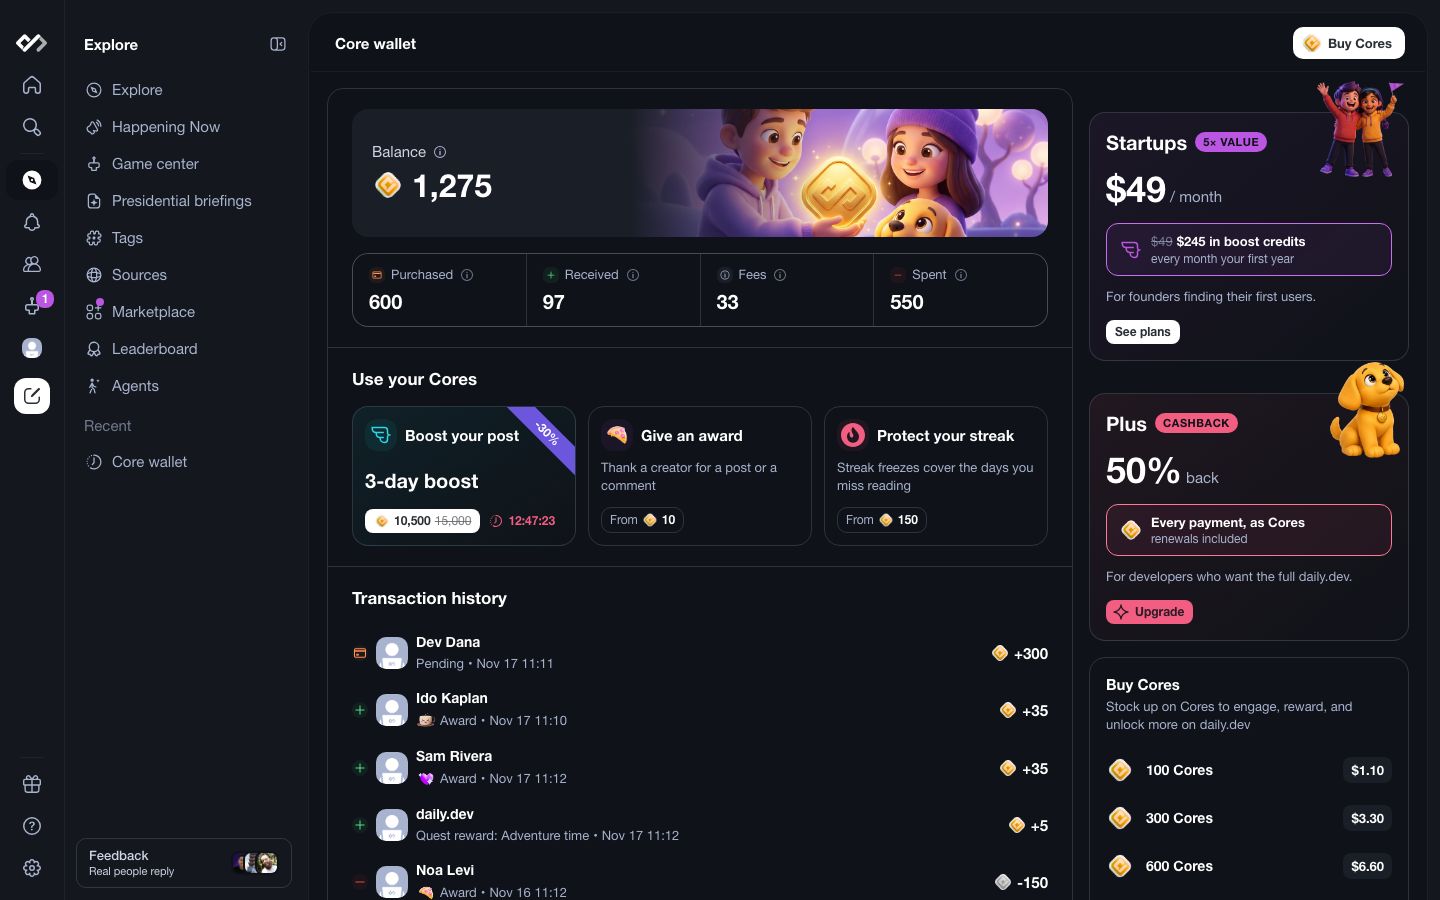 Explore
Explore
Happening Now
Game center
Presidential briefings
Tags
Sources
1
Marketplace
Leaderboard
Agents
Recent
Core wallet
Feedback
Real people reply
Core wallet
Buy Cores
Balance
1,275
Purchased
600
Received
97
Fees
33
Spent
550
Use your Cores
Boost your post
-30%
3-day boost
10,500 15,000
12:47:23
Give an award
Thank a creator for a post or a
comment
From 10
Protect your streak
Streak freezes cover the days you
miss reading
From 150
Transaction history
Dev Dana
Pending • Nov 17 11:11
+300
Ido Kaplan
Award • Nov 17 11:10
+35
Sam Rivera
Award • Nov 17 11:12
+35
daily.dev
Quest reward: Adventure time • Nov 17 11:12
+5
Noa Levi
Award • Nov 16 11:12
-150
Startups
5× VALUE
$49 / month
$49 $245 in boost credits
every month your first year
For founders finding their first users.
See plans
Plus
CASHBACK
50% back
Every payment, as Cores
renewals included
For developers who want the full daily.dev.
Upgrade
Buy Cores
Stock up on Cores to engage, reward, and
unlock more on daily.dev
100 Cores
$1.10
300 Cores
$3.30
600 Cores
$6.60